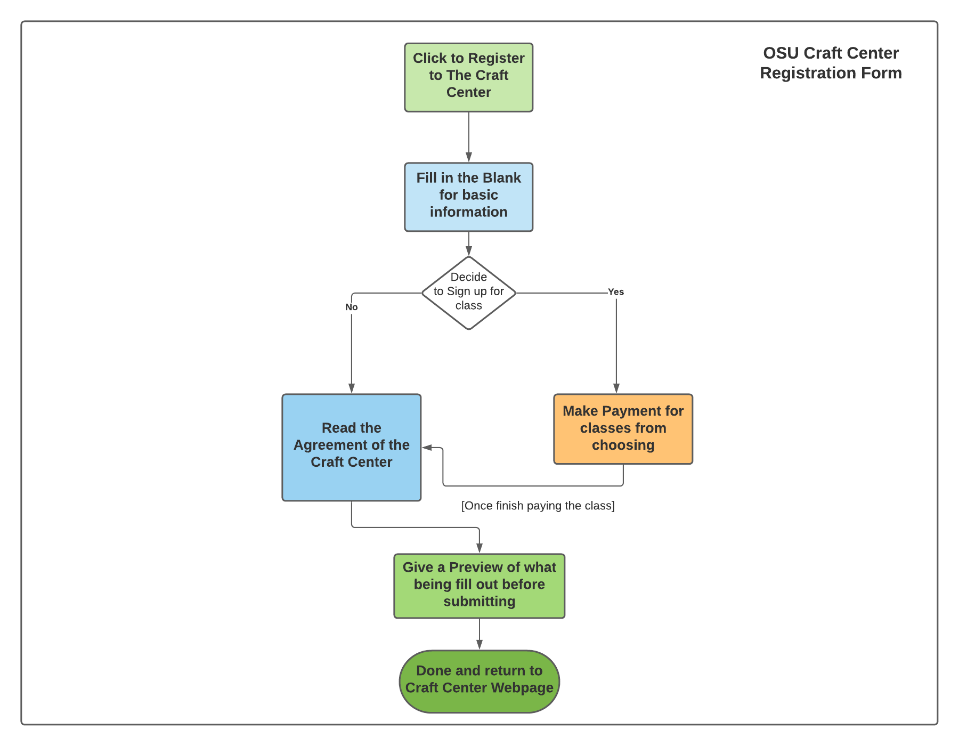 OSU Craft Center
Registration Form
Click to Register
to The Craft
Center
Fill in the Blank
for basic
information
Decide
to Sign up for
class
No
Yes
Read the
Agreement of the
Craft Center
Make Payment for
classes from
choosing
[Once finish paying the class]
Give a Preview of what
being fill out before
submitting
Done and return to
Craft Center Webpage